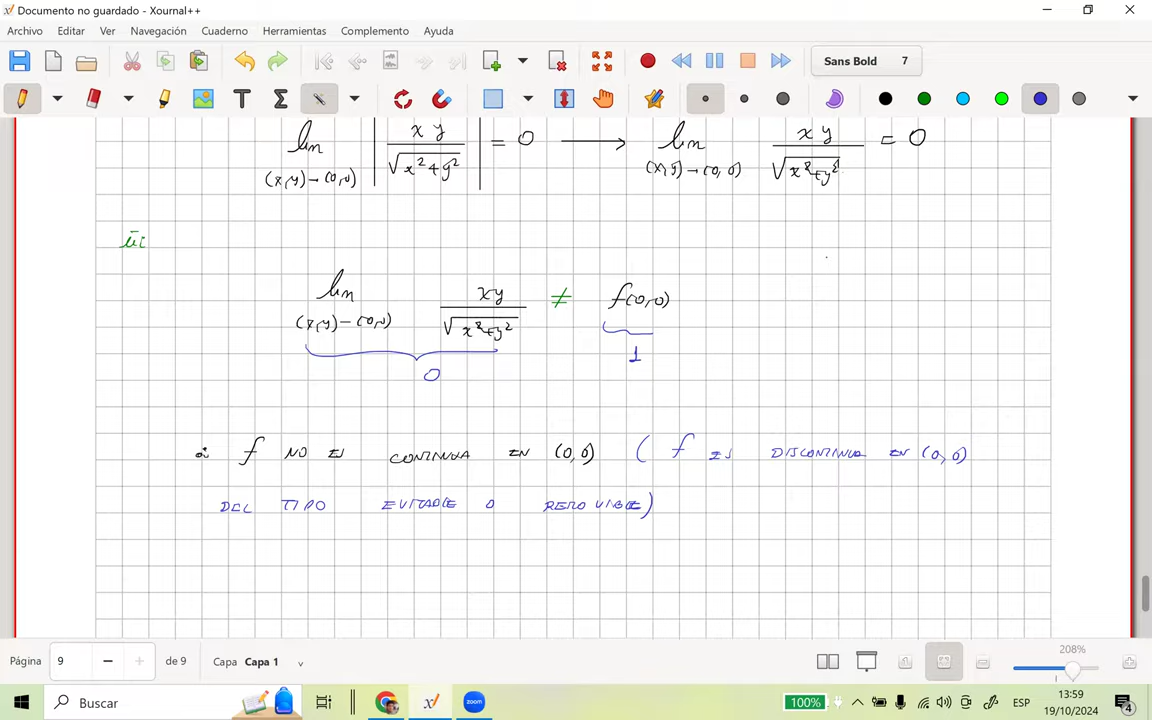 Documento no guardado - Xournal++
Archivo Editar Ver Navegación Cuaderno Herramientas Complemento Ayuda
Sans Bold 7
lim (x,y)→(0,0) | xy / √(x²+y²) | = 0 ⟶ lim (x,y)→(0,0) xy / √(x²+y²) = 0
iii
lim (x,y)→(0,0) xy / √(x²+y²) ≠ f(0,0)
0 1
∴ f NO ES CONTINUA EN (0,0) ( f ES DISCONTINUA EN (0,0)
DEL TIPO EVITABLE O REMOVIBLE)
Página 9 de 9 Capa Capa 1 208%
Buscar 100% ESP 13:59
19/10/2024 4